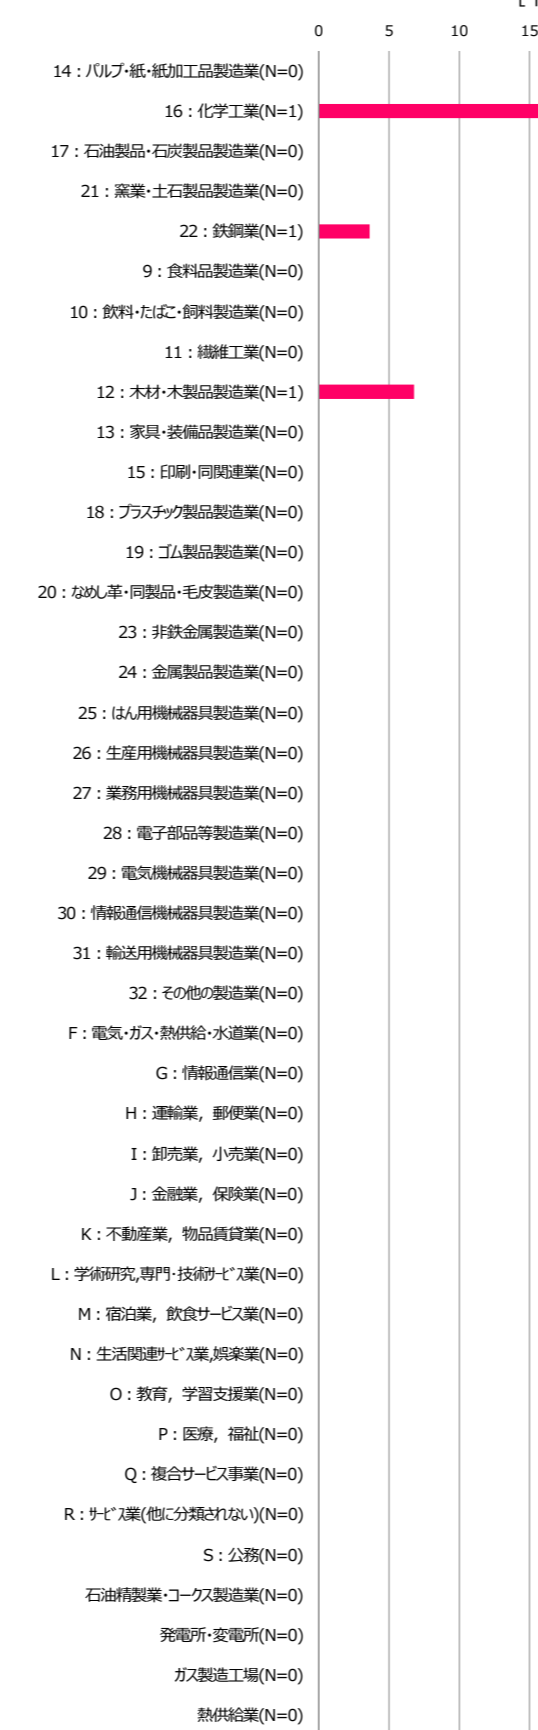 0 5 10 15
14：パルプ・紙・紙加工品製造業(N=0)
16：化学工業(N=1)
17：石油製品・石炭製品製造業(N=0)
21：窯業・土石製品製造業(N=0)
22：鉄鋼業(N=1)
9：食料品製造業(N=0)
10：飲料・たばこ・飼料製造業(N=0)
11：繊維工業(N=0)
12：木材・木製品製造業(N=1)
13：家具・装備品製造業(N=0)
15：印刷・同関連業(N=0)
18：プラスチック製品製造業(N=0)
19：ゴム製品製造業(N=0)
20：なめし革・同製品・毛皮製造業(N=0)
23：非鉄金属製造業(N=0)
24：金属製品製造業(N=0)
25：はん用機械器具製造業(N=0)
26：生産用機械器具製造業(N=0)
27：業務用機械器具製造業(N=0)
28：電子部品等製造業(N=0)
29：電気機械器具製造業(N=0)
30：情報通信機械器具製造業(N=0)
31：輸送用機械器具製造業(N=0)
32：その他の製造業(N=0)
F：電気・ガス・熱供給・水道業(N=0)
G：情報通信業(N=0)
H：運輸業，郵便業(N=0)
I：卸売業，小売業(N=0)
J：金融業，保険業(N=0)
K：不動産業，物品賃貸業(N=0)
L：学術研究,専門・技術ｻｰﾋﾞｽ業(N=0)
M：宿泊業，飲食サービス業(N=0)
N：生活関連ｻｰﾋﾞｽ業,娯楽業(N=0)
O：教育，学習支援業(N=0)
P：医療，福祉(N=0)
Q：複合サービス事業(N=0)
R：ｻｰﾋﾞｽ業(他に分類されない)(N=0)
S：公務(N=0)
石油精製業・コークス製造業(N=0)
発電所・変電所(N=0)
ガス製造工場(N=0)
熱供給業(N=0)